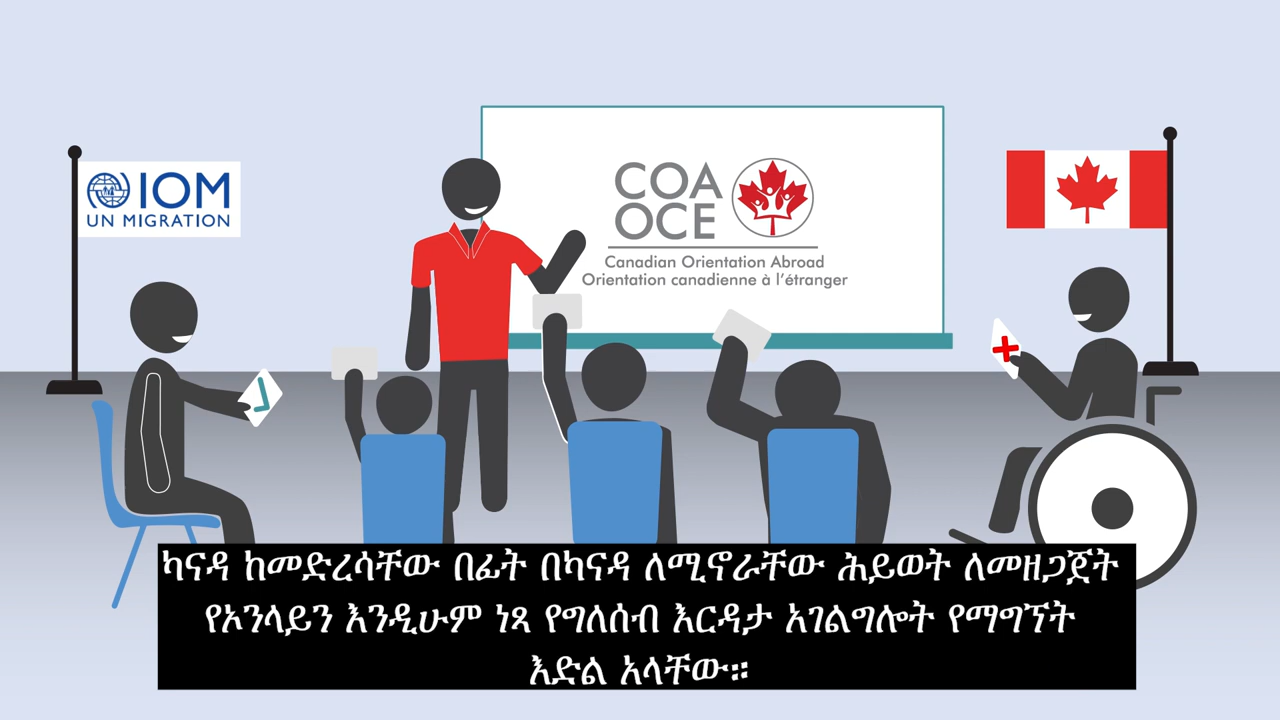 IOM
UN MIGRATION
COA
OCE
Canadian Orientation Abroad
Orientation canadienne à l'étranger
ካናዳ ከመድረሳቸው በፊት በካናዳ ለሚኖራቸው ሕይወት ለመዘጋጀት
የኦንላይን እንዲሁም ነጻ የግለሰብ እርዳታ አገልግሎት የማግኘት
እድል አላቸው።